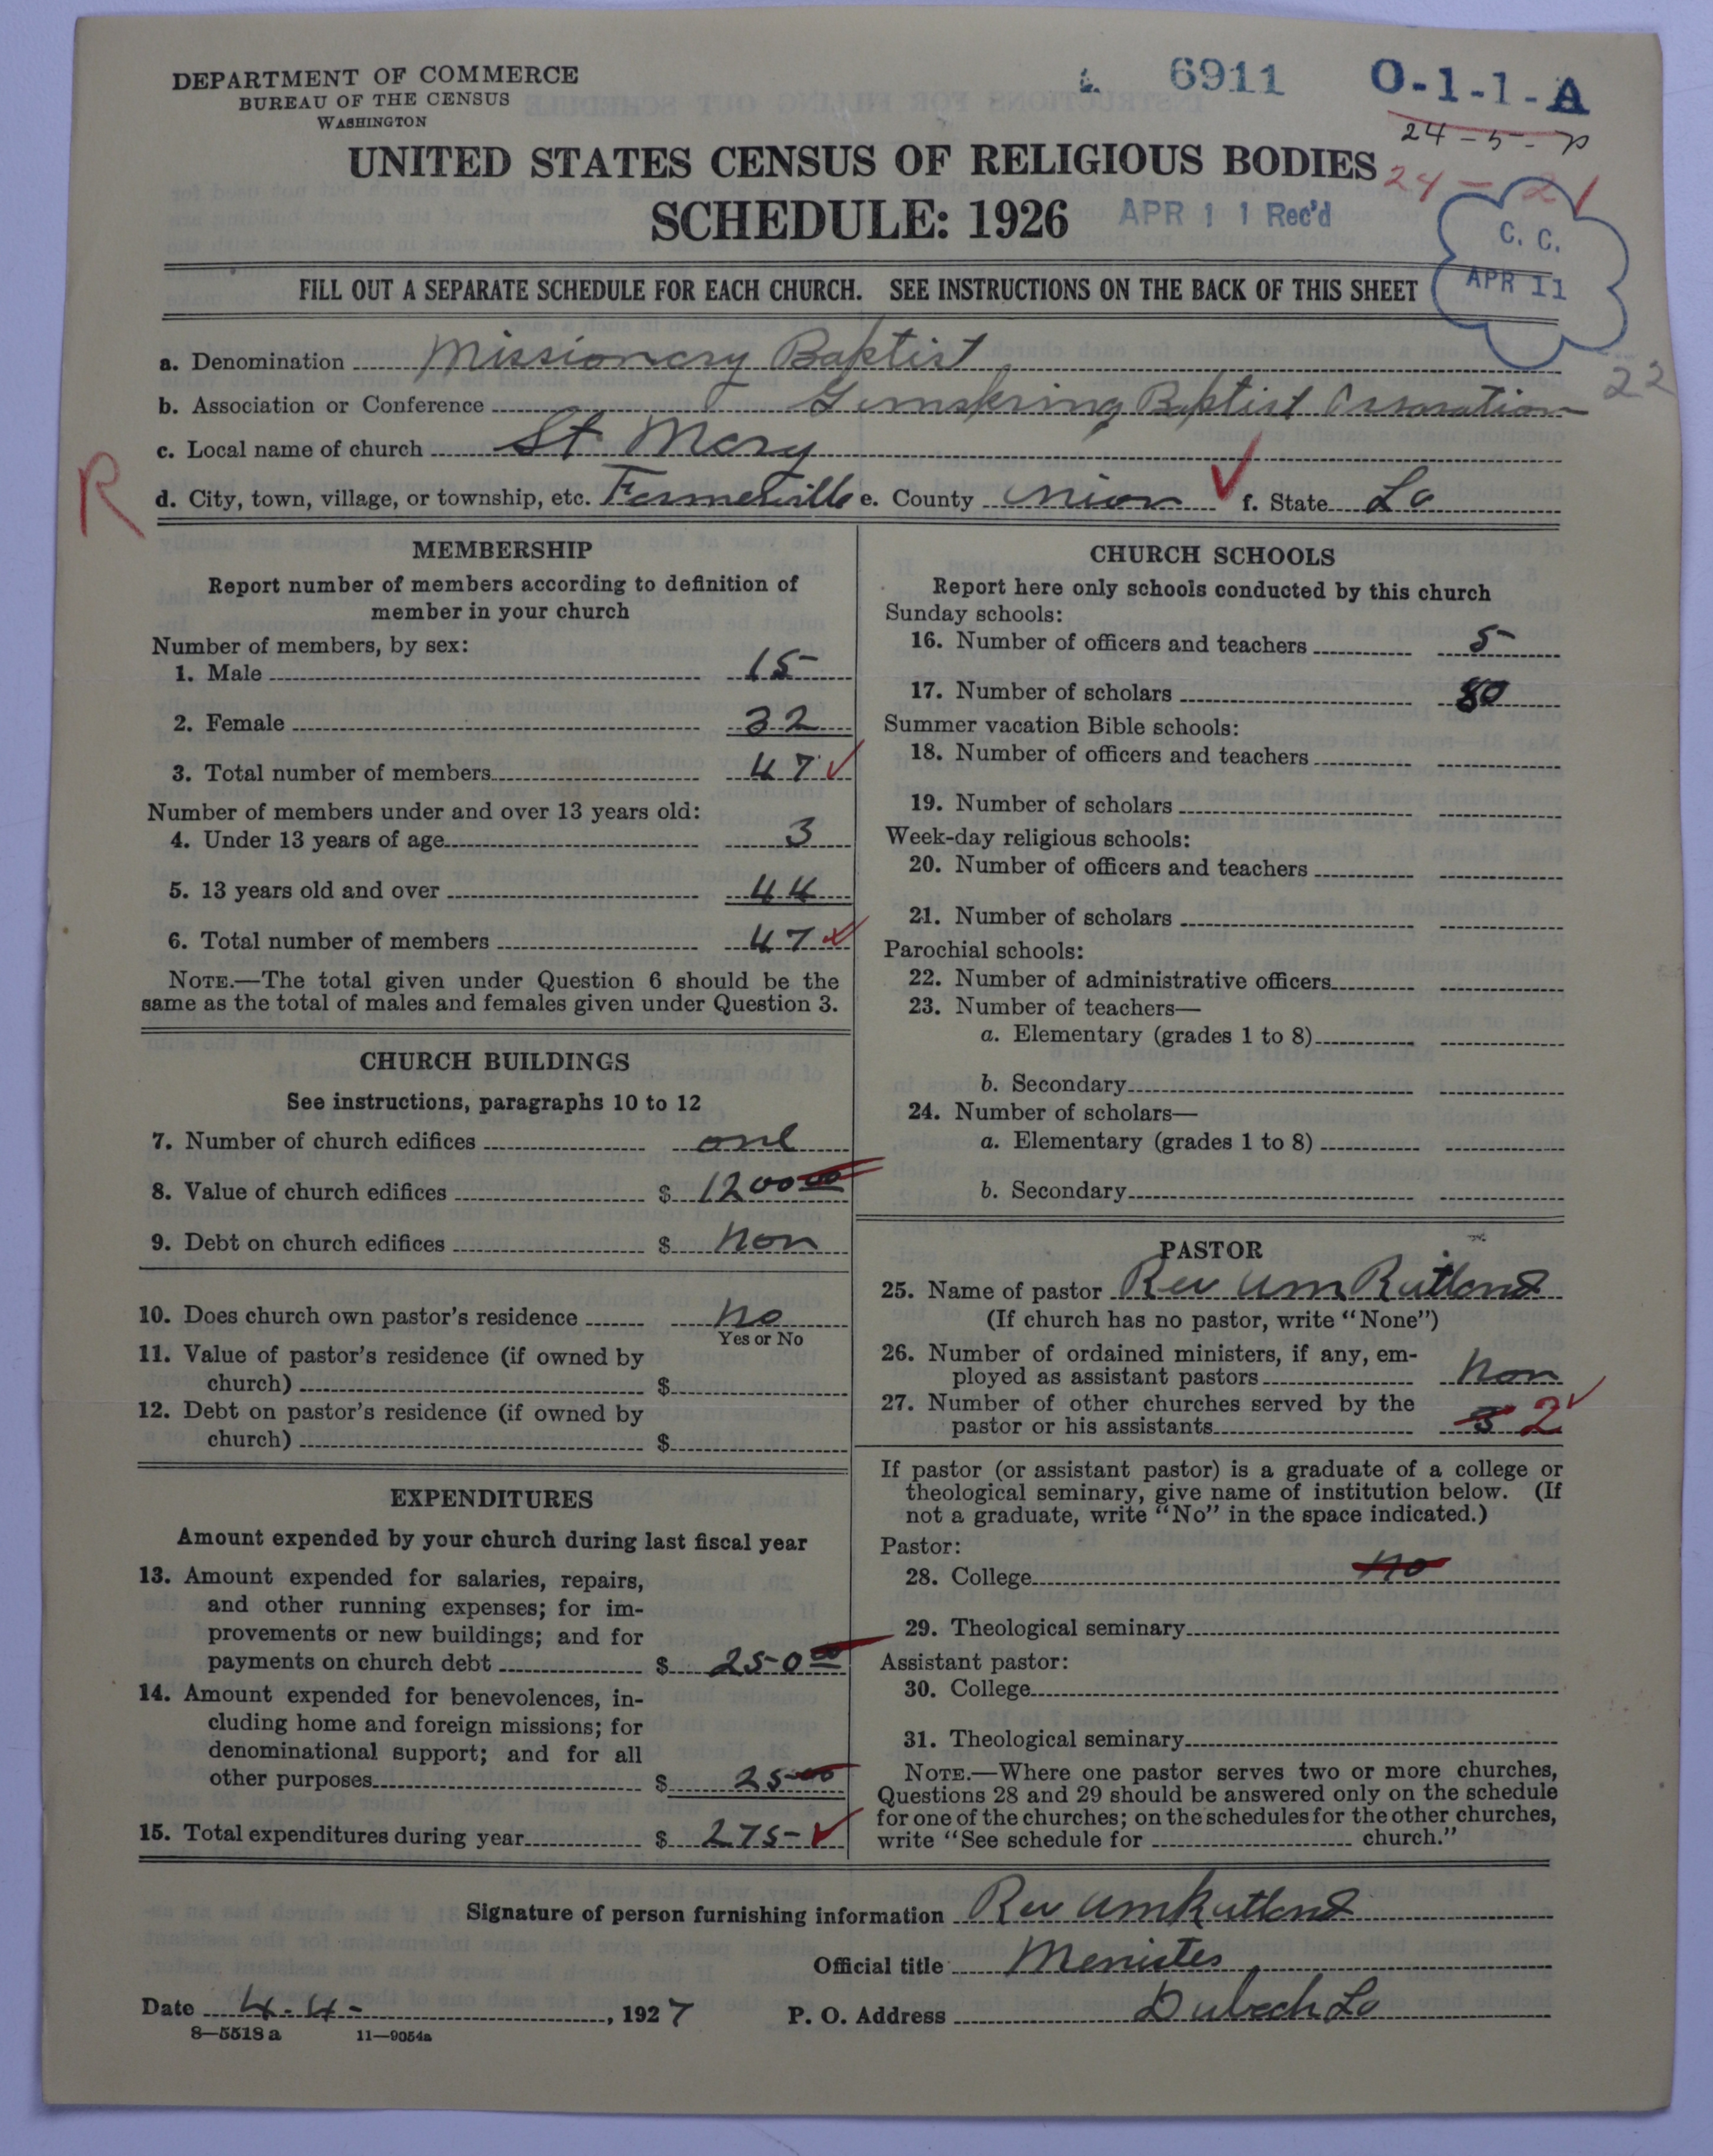 DEPARTMENT OF COMMERCE
BUREAU OF THE CENSUS
WASHINGTON
6911
O-1-1-A
24-5-
24-2
UNITED STATES CENSUS OF RELIGIOUS BODIES
SCHEDULE: 1926
APR 11 Rec'd
C. C.
APR 11
FILL OUT A SEPARATE SCHEDULE FOR EACH CHURCH. SEE INSTRUCTIONS ON THE BACK OF THIS SHEET
22
a. Denomination Missionary Baptist
b. Association or Conference Baptist
c. Local name of church St Mary
R
d. City, town, village, or township, etc. Farmerville e. County Union f. State La
MEMBERSHIP
Report number of members according to definition of
member in your church
Number of members, by sex:
1. Male 15
2. Female 32
3. Total number of members 47
Number of members under and over 13 years old:
4. Under 13 years of age 3
5. 13 years old and over 44
6. Total number of members 47
NOTE.—The total given under Question 6 should be the
same as the total of males and females given under Question 3.
CHURCH BUILDINGS
See instructions, paragraphs 10 to 12
7. Number of church edifices one
8. Value of church edifices $ 1200 00
9. Debt on church edifices $ Non
10. Does church own pastor's residence no
Yes or No
11. Value of pastor's residence (if owned by
church) $
12. Debt on pastor's residence (if owned by
church) $
EXPENDITURES
Amount expended by your church during last fiscal year
13. Amount expended for salaries, repairs,
and other running expenses; for im-
provements or new buildings; and for
payments on church debt $ 250 00
14. Amount expended for benevolences, in-
cluding home and foreign missions; for
denominational support; and for all
other purposes $ 25 00
15. Total expenditures during year $ 275
CHURCH SCHOOLS
Report here only schools conducted by this church
Sunday schools:
16. Number of officers and teachers 5
17. Number of scholars 80
Summer vacation Bible schools:
18. Number of officers and teachers
19. Number of scholars
Week-day religious schools:
20. Number of officers and teachers
21. Number of scholars
Parochial schools:
22. Number of administrative officers
23. Number of teachers—
a. Elementary (grades 1 to 8)
b. Secondary
24. Number of scholars—
a. Elementary (grades 1 to 8)
b. Secondary
PASTOR
25. Name of pastor Rev Wm Rutland
(If church has no pastor, write "None")
26. Number of ordained ministers, if any, em-
ployed as assistant pastors Non
27. Number of other churches served by the
pastor or his assistants 3 2
If pastor (or assistant pastor) is a graduate of a college or
theological seminary, give name of institution below. (If
not a graduate, write "No" in the space indicated.)
Pastor:
28. College no
29. Theological seminary
Assistant pastor:
30. College
31. Theological seminary
NOTE.—Where one pastor serves two or more churches,
Questions 28 and 29 should be answered only on the schedule
for one of the churches; on the schedules for the other churches,
write "See schedule for church."
Signature of person furnishing information Rev Wm Rutland
Official title Menister
Date 4-4-, 1927 P. O. Address Dubach La
8—5518 a 11—9054a